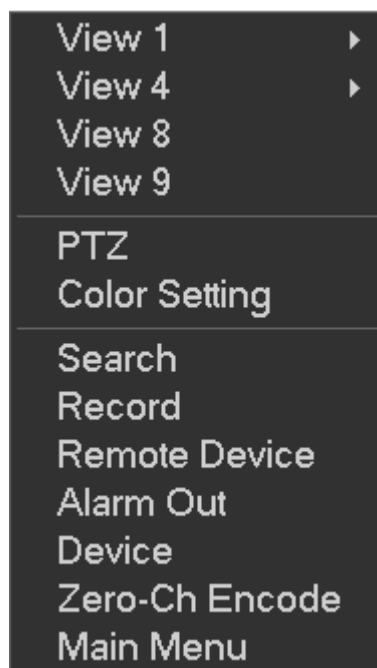 View 1
View 4
View 8
View 9
PTZ
Color Setting
Search
Record
Remote Device
Alarm Out
Device
Zero-Ch Encode
Main Menu